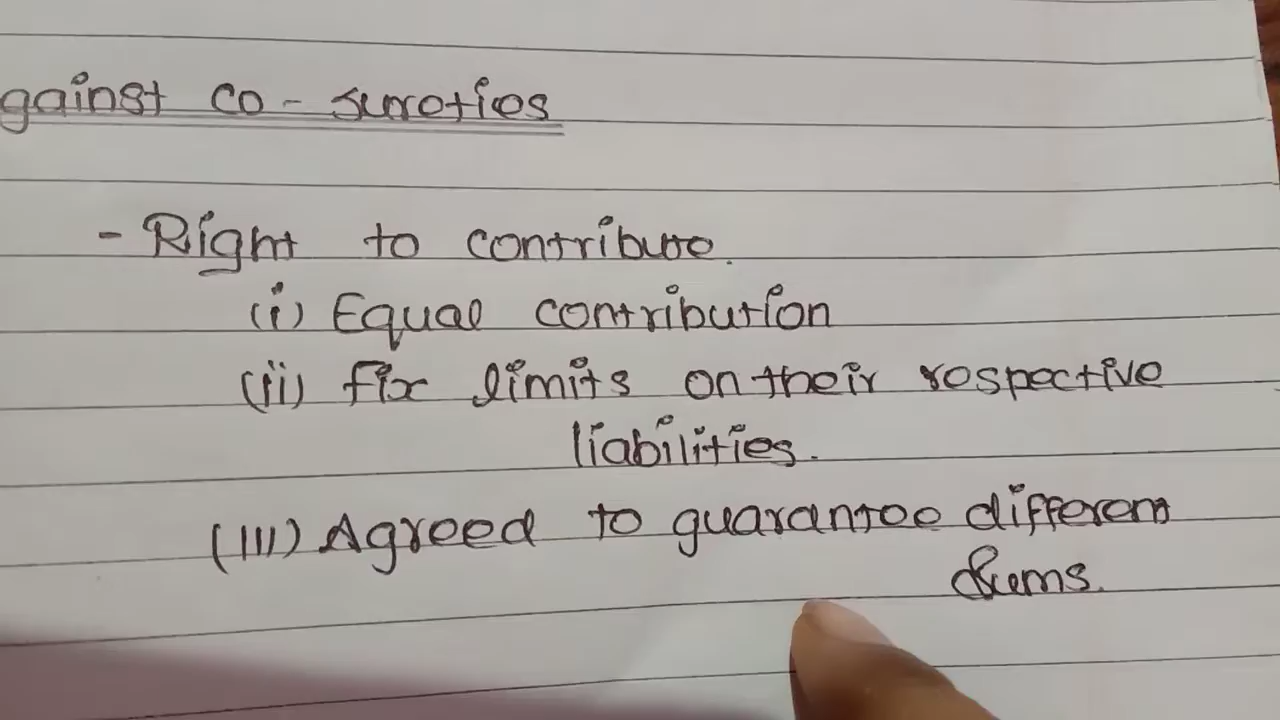 gainst co - sureties
- Right to contribute.
(i) Equal contribution
(ii) fix limits on their respective
liabilities.
(III) Agreed to guarantee different
sums.